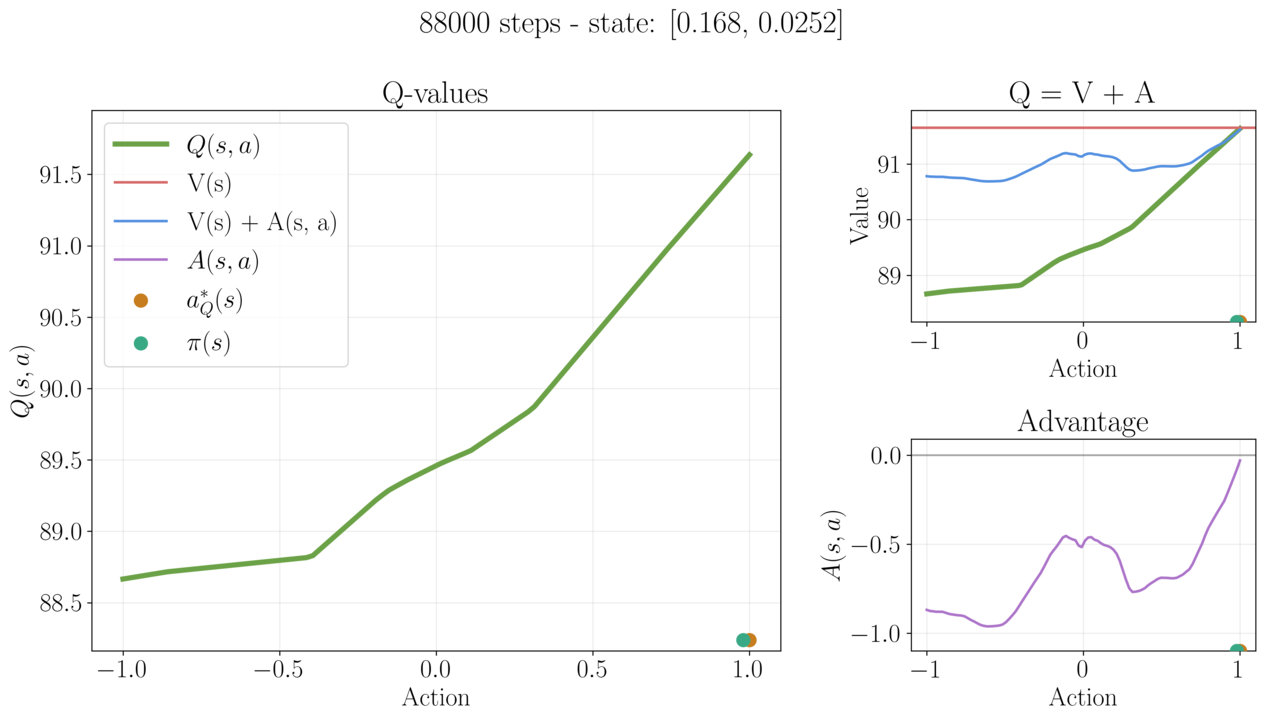 88000 steps - state: [0.168, 0.0252]
Q-values
Q(s, a)
91.5
91.0
90.5
90.0
89.5
89.0
88.5
−1.0 −0.5 0.0 0.5 1.0
Action
Q(s, a)
V(s)
V(s) + A(s, a)
A(s, a)
a*Q(s)
π(s)
Q = V + A
Value
91
90
89
−1 0 1
Action
Advantage
A(s, a)
0.0
−0.5
−1.0
−1 0 1
Action